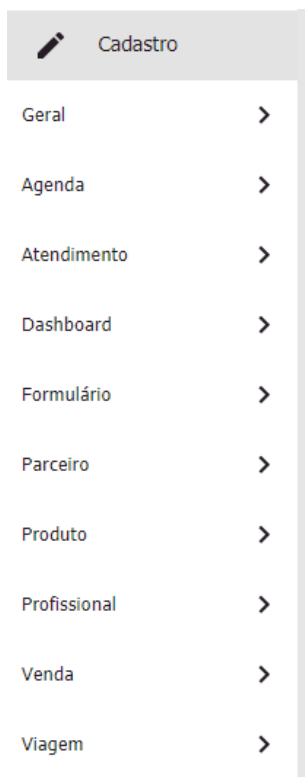 Cadastro
Geral
Agenda
Atendimento
Dashboard
Formulário
Parceiro
Produto
Profissional
Venda
Viagem